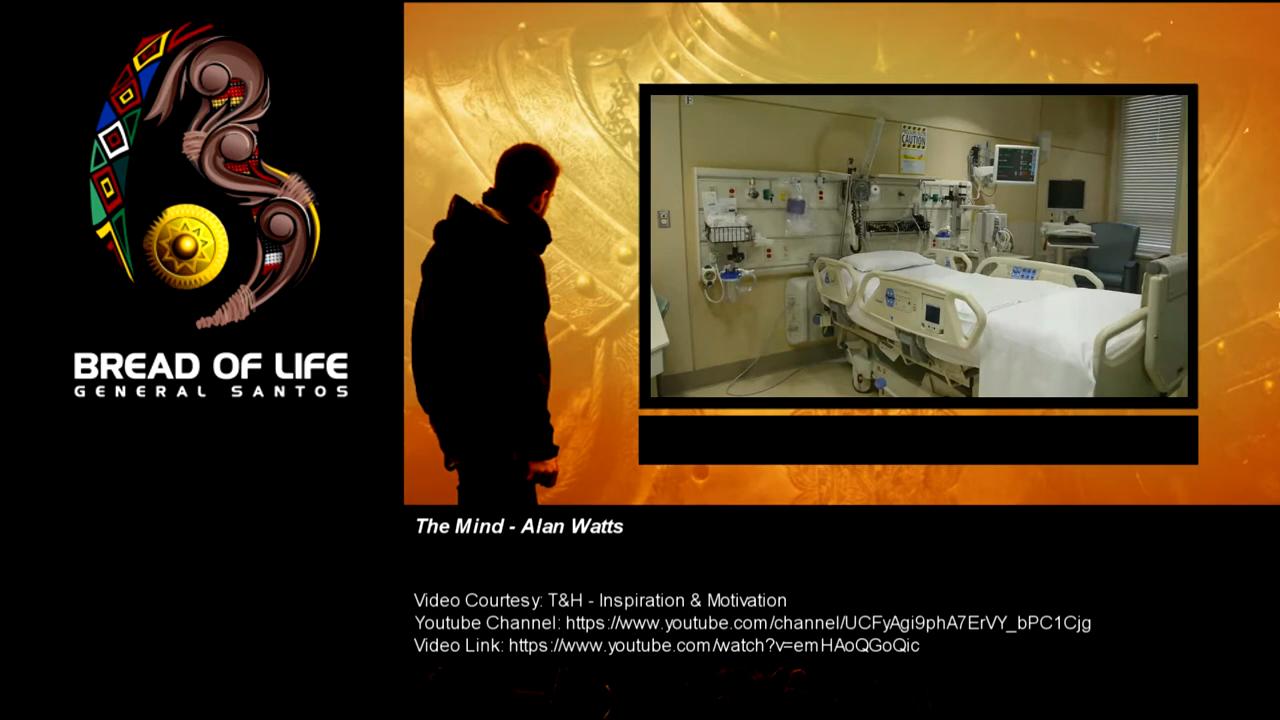 BREAD OF LIFE
GENERAL SANTOS
CAUTION
The Mind - Alan Watts
Video Courtesy: T&H - Inspiration & Motivation
Youtube Channel: https://www.youtube.com/channel/UCFyAgi9phA7ErVY_bPC1Cjg
Video Link: https://www.youtube.com/watch?v=emHAoQGoQic